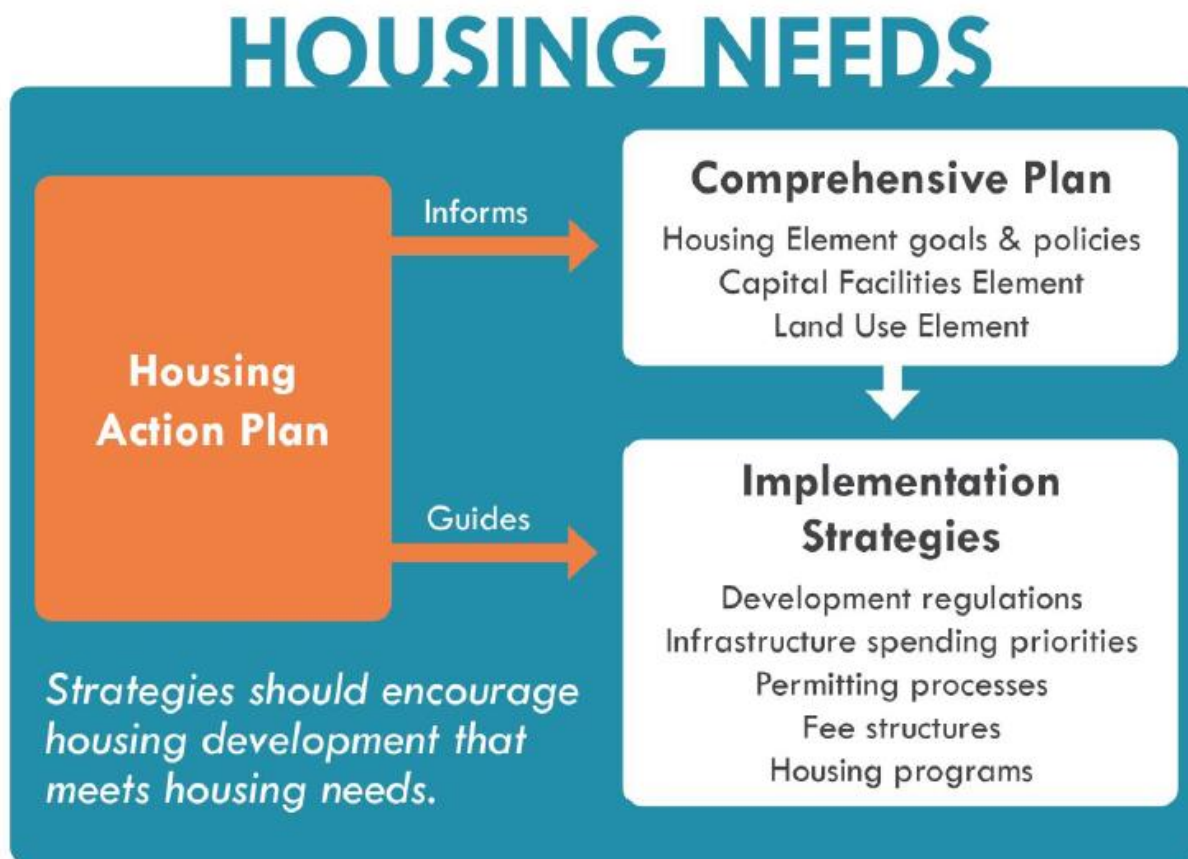 HOUSING NEEDS
Housing
Action Plan
Informs
Guides
Comprehensive Plan
Housing Element goals & policies
Capital Facilities Element
Land Use Element
Implementation
Strategies
Development regulations
Infrastructure spending priorities
Permitting processes
Fee structures
Housing programs
Strategies should encourage
housing development that
meets housing needs.